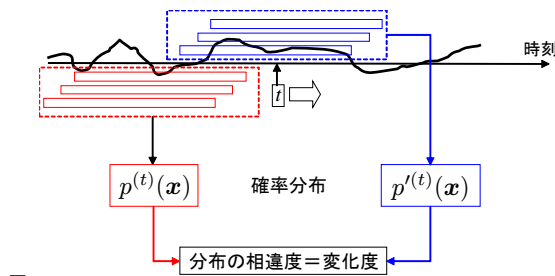 時刻
t
p^{(t)}(x)
確率分布
p'^{(t)}(x)
分布の相違度＝変化度